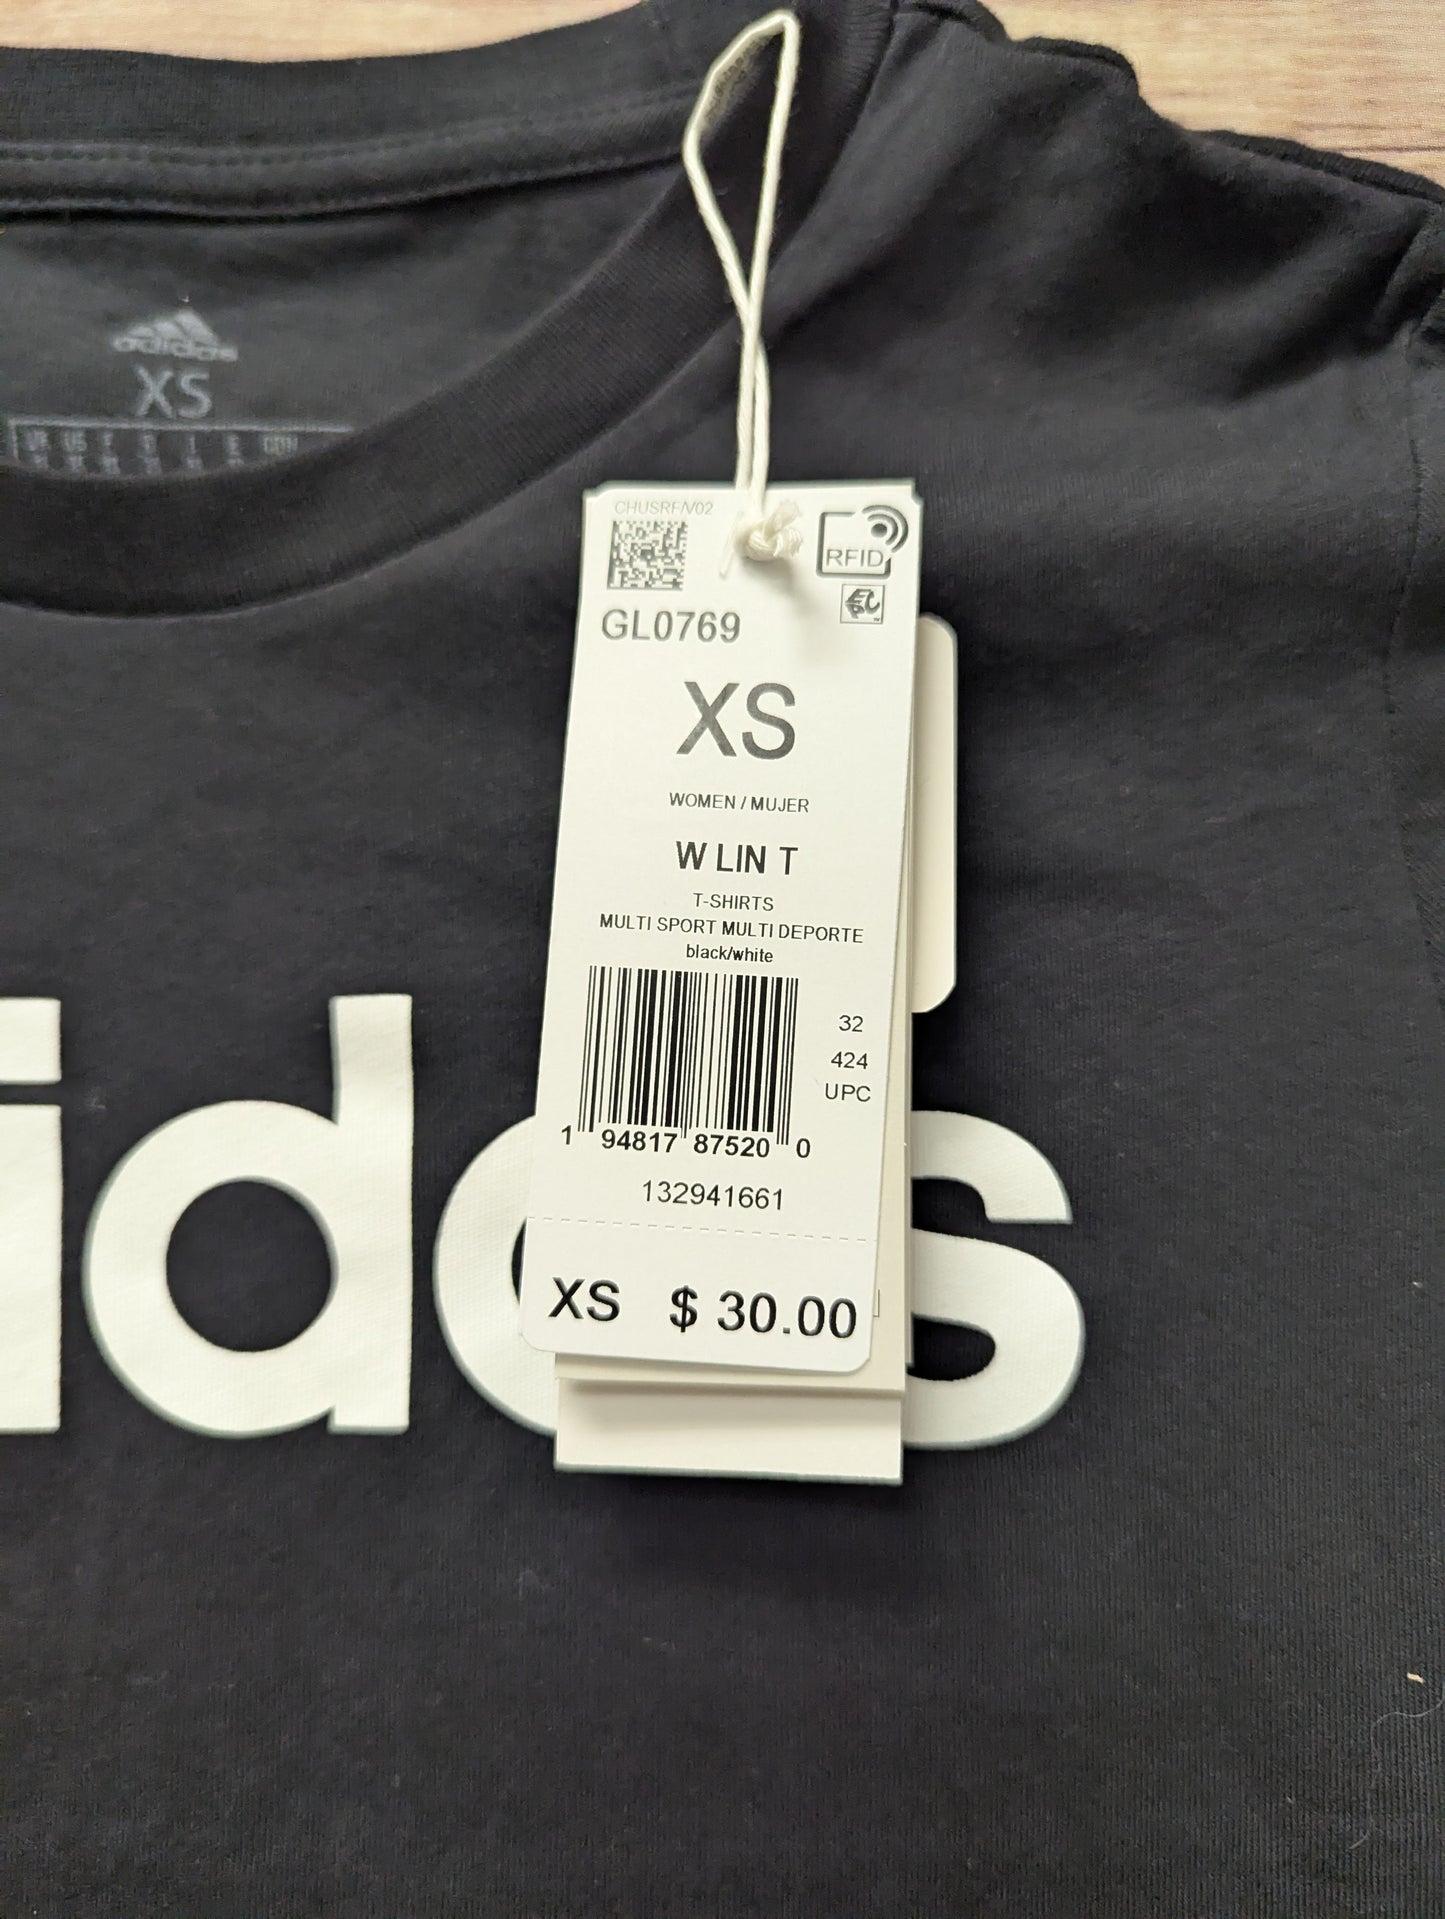 adidas
XS
CHUSRF/V02
RFID
GL0769
XS
WOMEN / MUJER
W LIN T
T-SHIRTS
MULTI SPORT MULTI DEPORTE
black/white
32
424
UPC
1 94817 87520 0
132941661
XS $ 30.00
idas